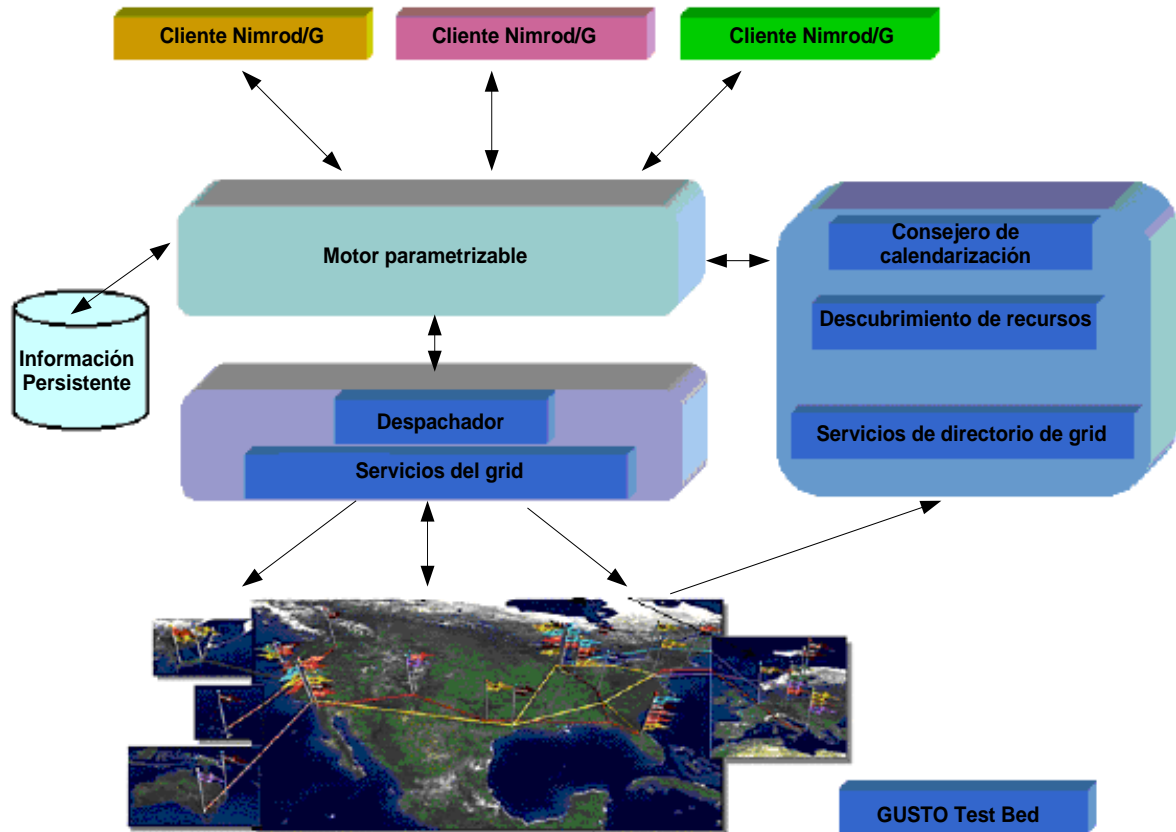 Cliente Nimrod/G
Cliente Nimrod/G
Cliente Nimrod/G
Motor parametrizable
Consejero de
calendarización
Descubrimiento de recursos
Servicios de directorio de grid
Información
Persistente
Despachador
Servicios del grid
GUSTO Test Bed